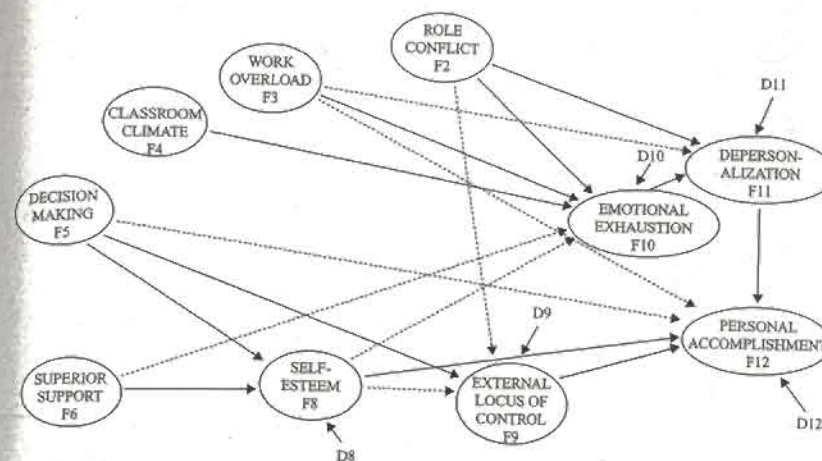 ROLE
CONFLICT
F2
WORK
OVERLOAD
F3
CLASSROOM
CLIMATE
F4
D11
D10
DEPERSON-
ALIZATION
F11
DECISION
MAKING
F5
EMOTIONAL
EXHAUSTION
F10
D9
PERSONAL
ACCOMPLISHMENT
F12
SUPERIOR
SUPPORT
F6
SELF-
ESTEEM
F8
EXTERNAL
LOCUS OF
CONTROL
F9
D12
D8